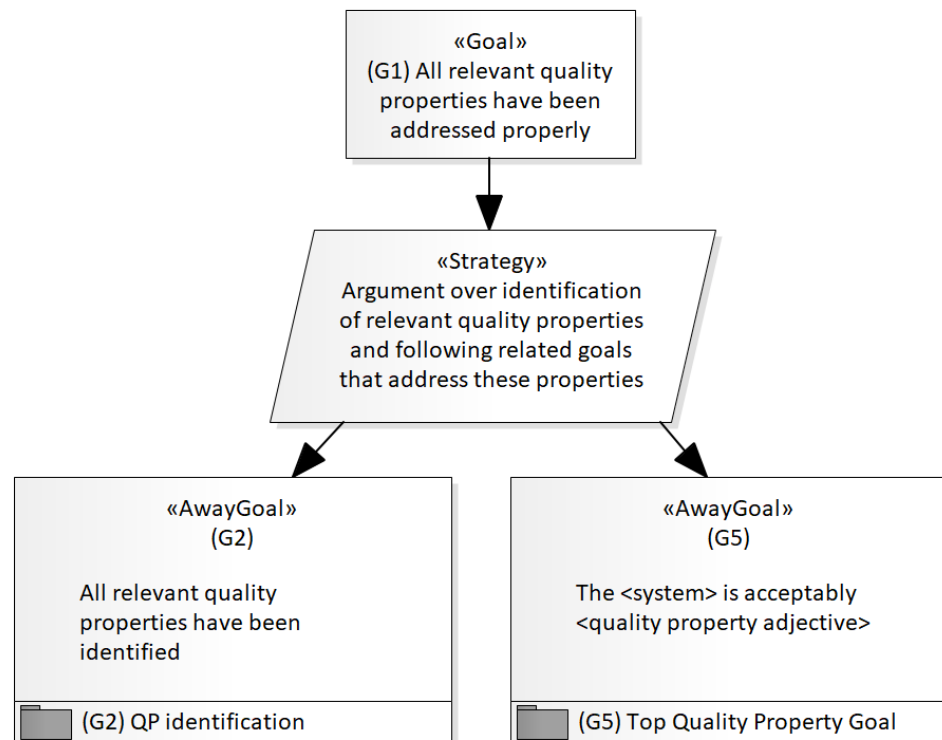 «Goal»
(G1) All relevant quality
properties have been
addressed properly
«Strategy»
Argument over identification
of relevant quality properties
and following related goals
that address these properties
«AwayGoal»
(G2)
All relevant quality
properties have been
identified
(G2) QP identification
«AwayGoal»
(G5)
The <system> is acceptably
<quality property adjective>
(G5) Top Quality Property Goal